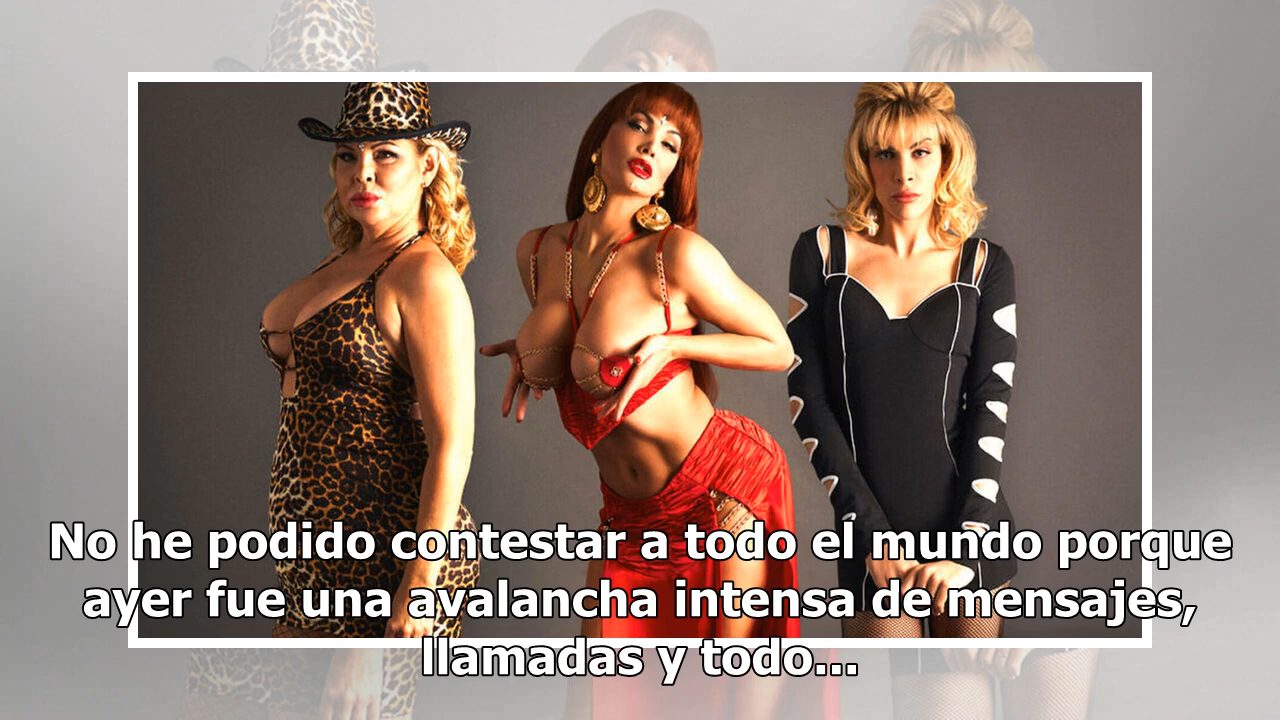 No he podido contestar a todo el mundo porque
ayer fue una avalancha intensa de mensajes,
llamadas y todo...